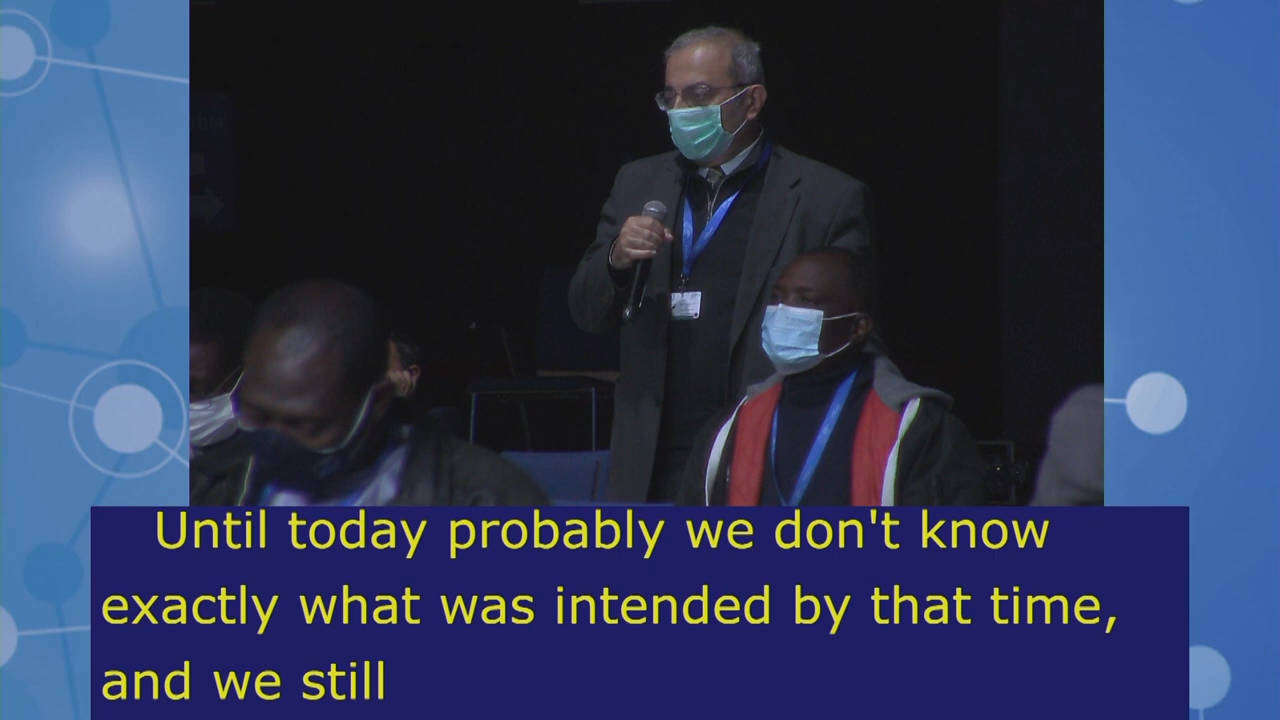 Until today probably we don't know
exactly what was intended by that time,
and we still